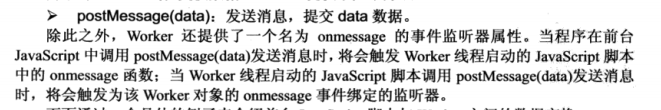 ➢ postMessage(data)：发送消息，提交 data 数据。
除此之外，Worker 还提供了一个名为 onmessage 的事件监听器属性。当程序在前台
JavaScript 中调用 postMessage(data)发送消息时，将会触发 Worker 线程启动的 JavaScript 脚本
中的 onmessage 函数；当 Worker 线程启动的 JavaScript 脚本调用 postMessage(data)发送消息
时，将会触发为该 Worker 对象的 onmessage 事件绑定的监听器。